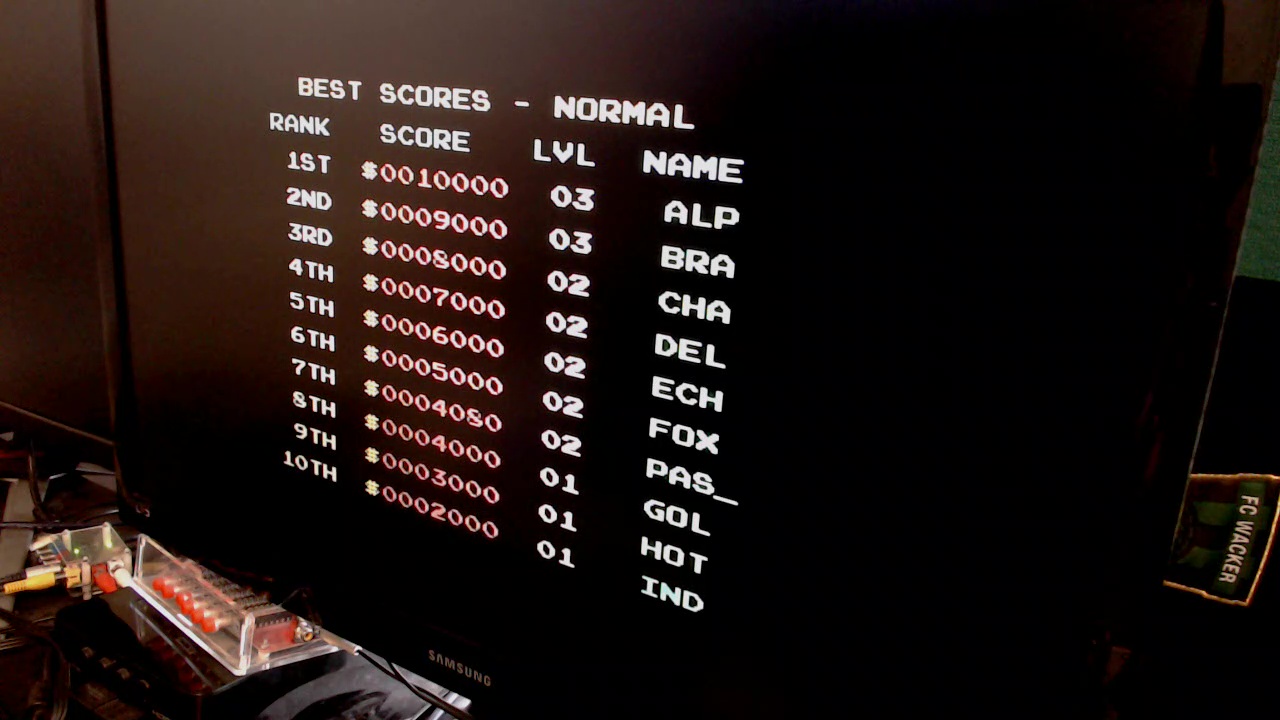 BEST SCORES - NORMAL
RANK SCORE LVL NAME
1ST $0010000 03 ALP
2ND $0009000 03 BRA
3RD $0008000 02 CHA
4TH $0007000 02 DEL
5TH $0006000 02 ECH
6TH $0005000 02 FOX
7TH $0004080 02 PAS_
8TH $0004000 01 GOL
9TH $0003000 01 HOT
10TH $0002000 01 IND
SAMSUNG
FC WACKER